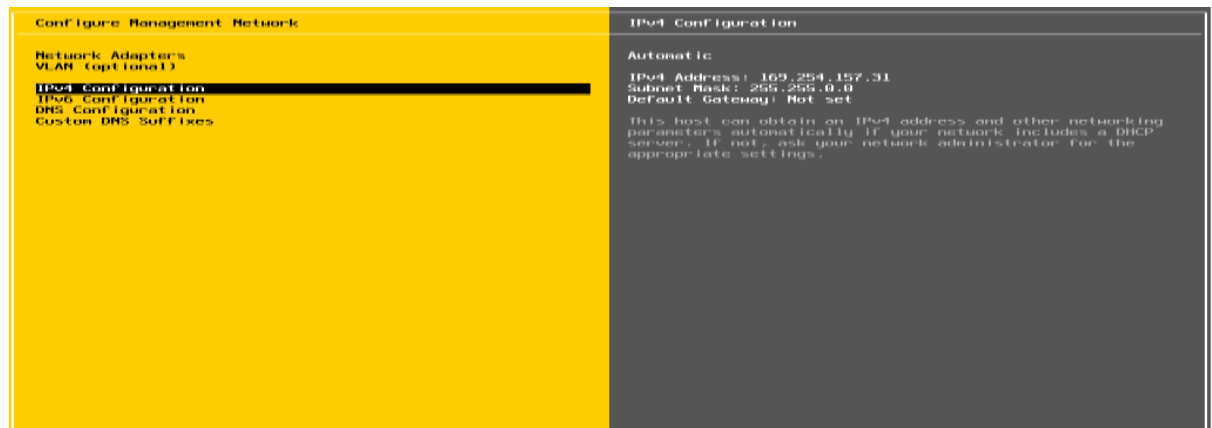 Configure Management Network
Network Adapters
VLAN (optional)
IPv4 Configuration
IPv6 Configuration
DNS Configuration
Custom DNS Suffixes
IPv4 Configuration
Automatic
IPv4 Address: 169.254.157.31
Subnet Mask: 255.255.0.0
Default Gateway: Not set
This host can obtain an IPv4 address and other networking
parameters automatically if your network includes a DHCP
server. If not, ask your network administrator for the
appropriate settings.